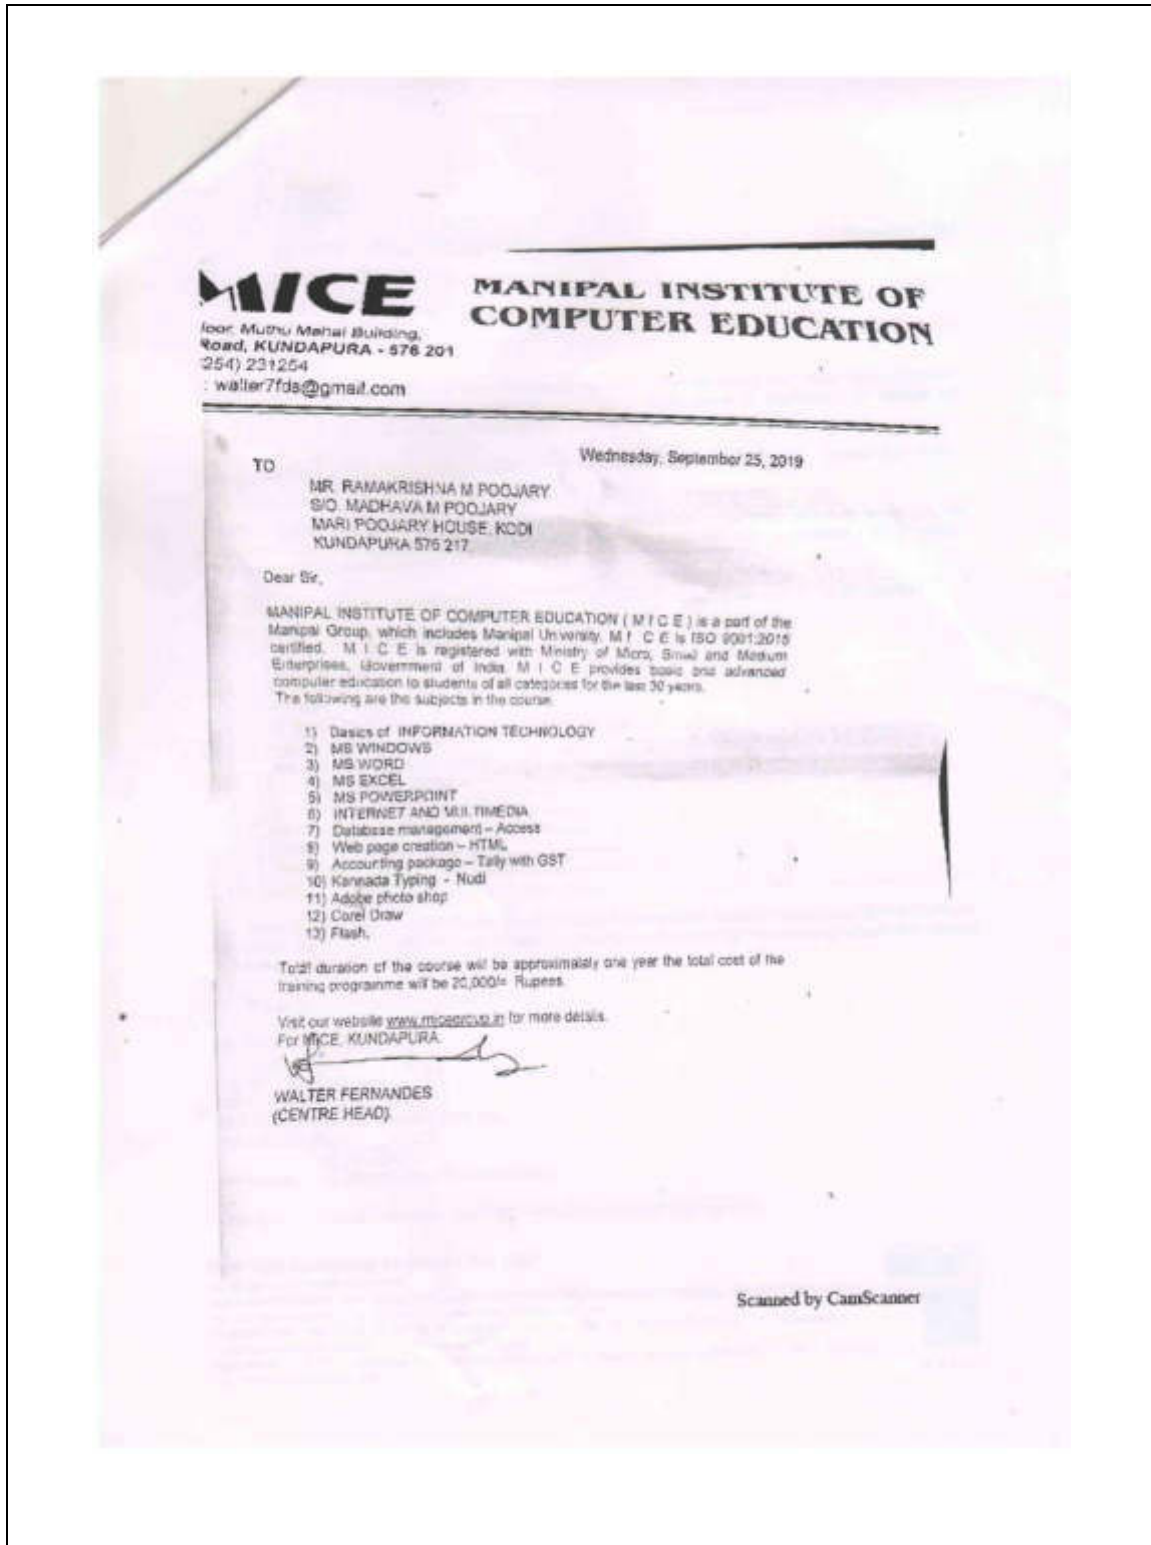 MICE
MANIPAL INSTITUTE OF
COMPUTER EDUCATION
loor, Muthu Mahal Building,
Road, KUNDAPURA - 576 201
254) 231254
: walter7fds@gmail.com
Wednesday, September 25, 2019
TO
MR. RAMAKRISHNA M POOJARY
S/O. MADHAVA M POOJARY
MARI POOJARY HOUSE, KODI
KUNDAPURA 576 217
Dear Sir,
MANIPAL INSTITUTE OF COMPUTER EDUCATION ( M I C E ) is a part of the
Manipal Group, which includes Manipal University. M I C E is ISO 9001:2015
certified. M I C E is registered with Ministry of Micro, Small and Medium
Enterprises, Government of India. M I C E provides basic and advanced
computer education to students of all categories for the last 30 years.
The following are the subjects in the course.
1) Basics of INFORMATION TECHNOLOGY
2) MS WINDOWS
3) MS WORD
4) MS EXCEL
5) MS POWERPOINT
6) INTERNET AND MULTIMEDIA
7) Database management – Access
8) Web page creation – HTML
9) Accounting package – Tally with GST
10) Kannada Typing - Nudi
11) Adobe photo shop
12) Corel Draw
13) Flash.
Total duration of the course will be approximately one year the total cost of the
training programme will be 20,000/= Rupees.
Visit our website www.micegroup.in for more details.
For MICE, KUNDAPURA.
WALTER FERNANDES
(CENTRE HEAD)
Scanned by CamScanner